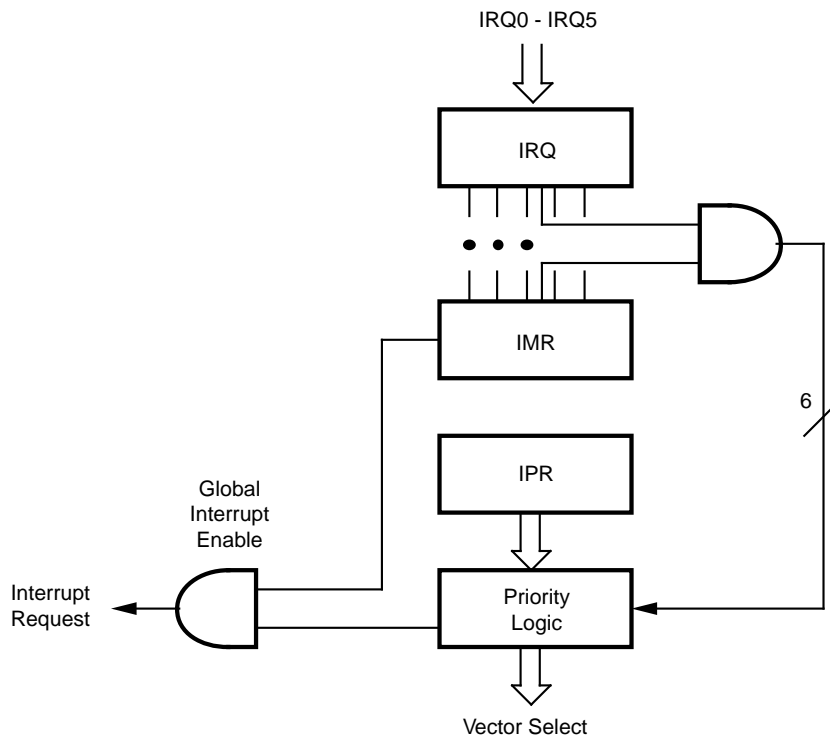 IRQ0 - IRQ5
IRQ
IMR
6
IPR
Global
Interrupt
Enable
Interrupt
Request
Priority
Logic
Vector Select